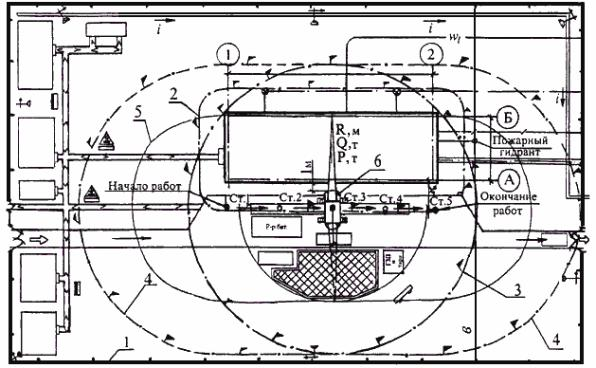 i
i
w₁
1
2
5
2
i
Б
R,м
Q,т
P,т
Пожарный
гидрант
1м
6
А
Начало работ
Ст.1
Ст.2
Ст.3
Ст.4
Ст.5
Окончание
работ
Р-р бет.
4
3
в
4
1